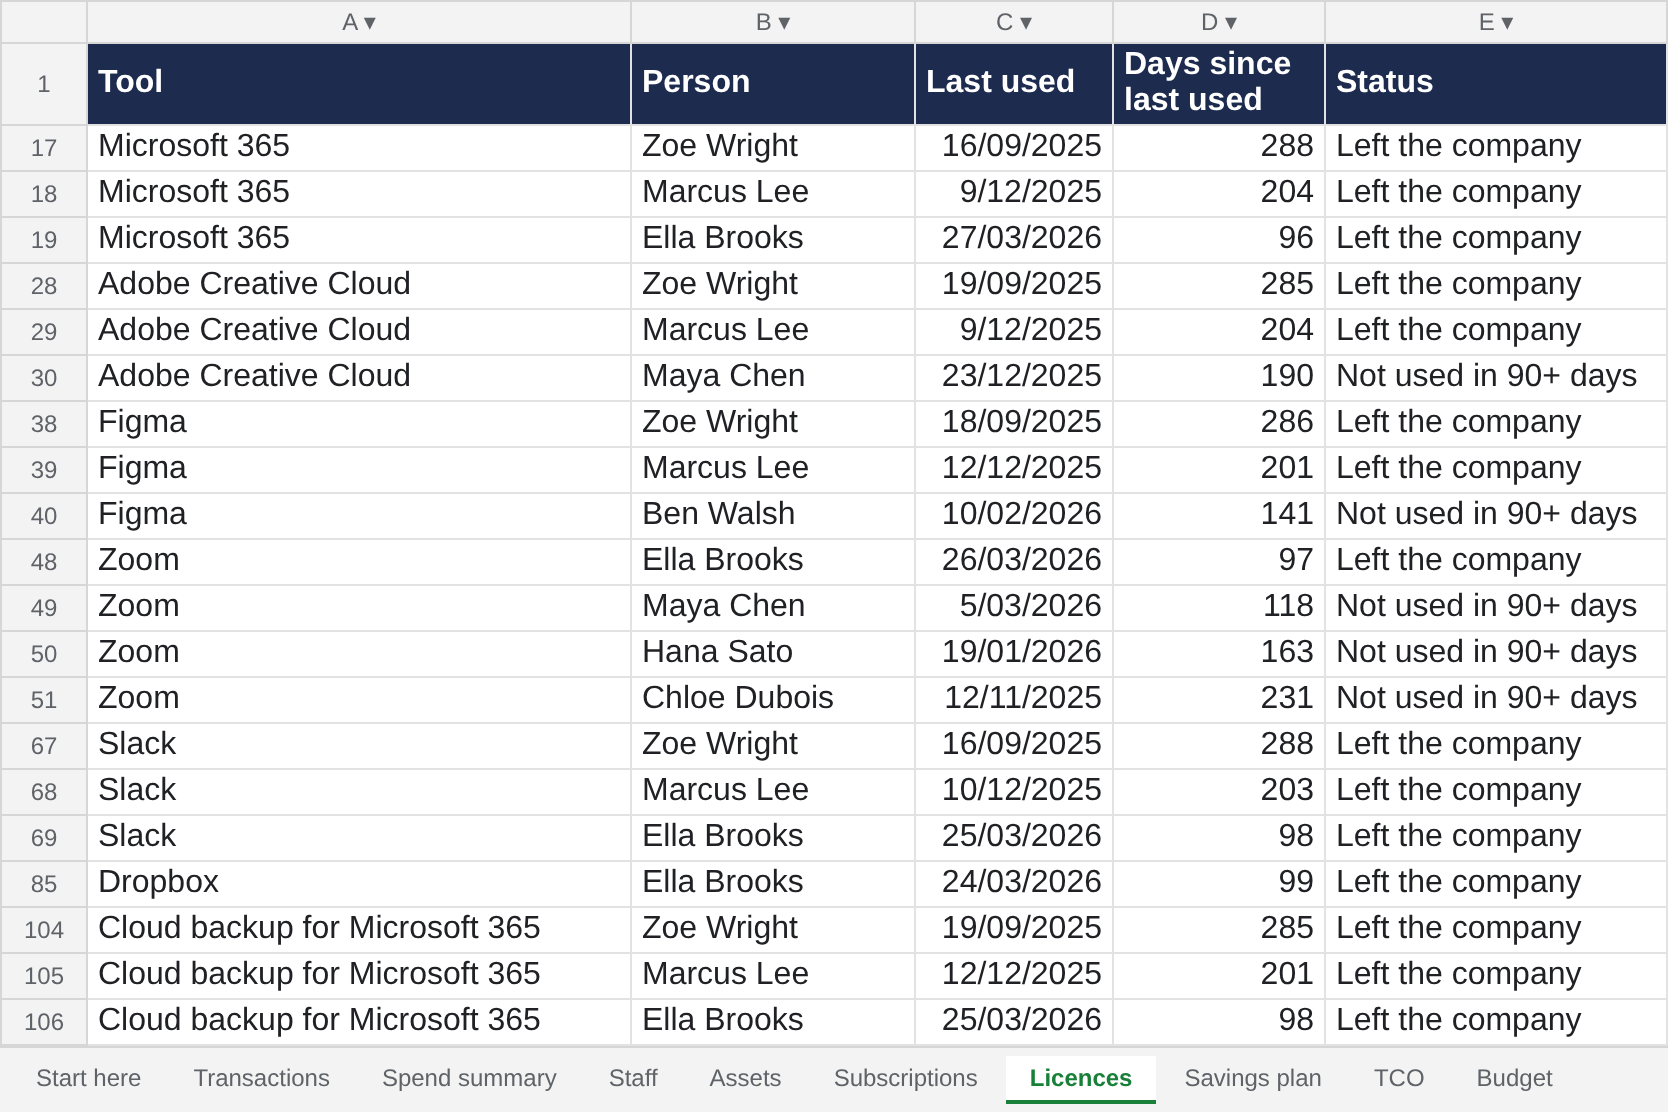 A ▾ B ▾ C ▾ D ▾ E ▾
1 Tool Person Last used Days since last used Status
17 Microsoft 365 Zoe Wright 16/09/2025 288 Left the company
18 Microsoft 365 Marcus Lee 9/12/2025 204 Left the company
19 Microsoft 365 Ella Brooks 27/03/2026 96 Left the company
28 Adobe Creative Cloud Zoe Wright 19/09/2025 285 Left the company
29 Adobe Creative Cloud Marcus Lee 9/12/2025 204 Left the company
30 Adobe Creative Cloud Maya Chen 23/12/2025 190 Not used in 90+ days
38 Figma Zoe Wright 18/09/2025 286 Left the company
39 Figma Marcus Lee 12/12/2025 201 Left the company
40 Figma Ben Walsh 10/02/2026 141 Not used in 90+ days
48 Zoom Ella Brooks 26/03/2026 97 Left the company
49 Zoom Maya Chen 5/03/2026 118 Not used in 90+ days
50 Zoom Hana Sato 19/01/2026 163 Not used in 90+ days
51 Zoom Chloe Dubois 12/11/2025 231 Not used in 90+ days
67 Slack Zoe Wright 16/09/2025 288 Left the company
68 Slack Marcus Lee 10/12/2025 203 Left the company
69 Slack Ella Brooks 25/03/2026 98 Left the company
85 Dropbox Ella Brooks 24/03/2026 99 Left the company
104 Cloud backup for Microsoft 365 Zoe Wright 19/09/2025 285 Left the company
105 Cloud backup for Microsoft 365 Marcus Lee 12/12/2025 201 Left the company
106 Cloud backup for Microsoft 365 Ella Brooks 25/03/2026 98 Left the company
Start here Transactions Spend summary Staff Assets Subscriptions Licences Savings plan TCO Budget